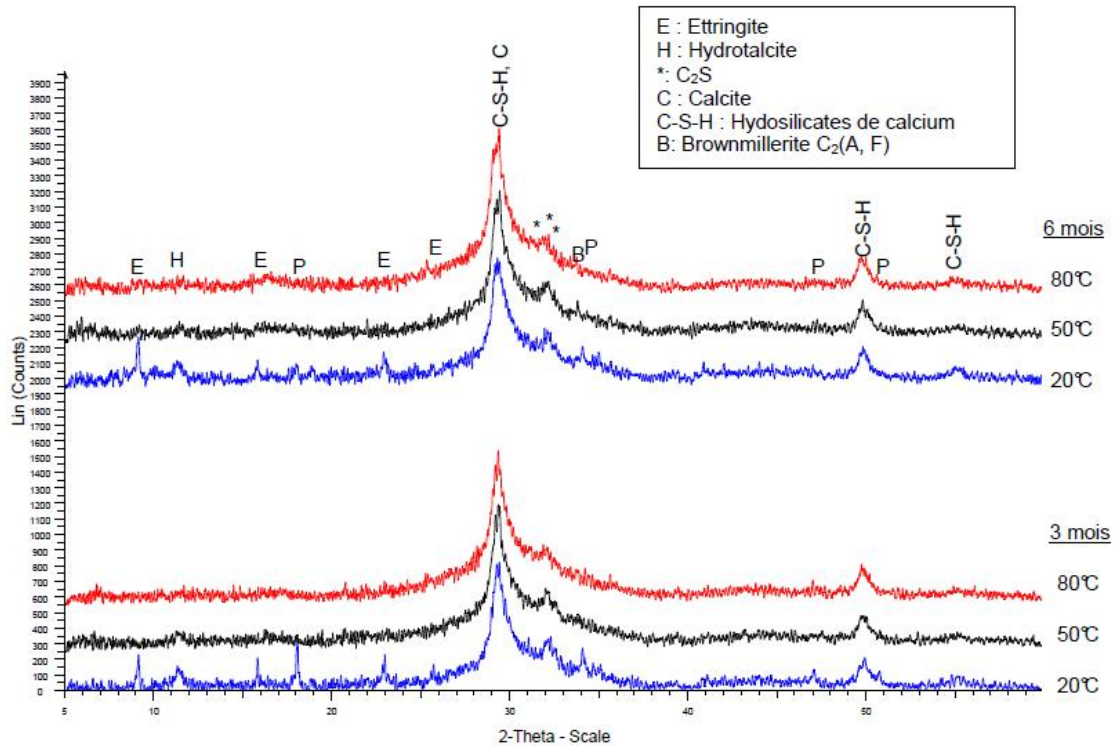 E : Ettringite
H : Hydrotalcite
*: C₂S
C : Calcite
C-S-H : Hydosilicates de calcium
B: Brownmillerite C₂(A, F)
C-S-H, C
* * *
E H E P E E B P P C-S-H P C-S-H
6 mois
80°C
50°C
20°C
3 mois
80°C
50°C
20°C
Lin (Counts)
3900
3800
3700
3600
3500
3400
3300
3200
3100
3000
2900
2800
2700
2600
2500
2400
2300
2200
2100
2000
1900
1800
1700
1600
1500
1400
1300
1200
1100
1000
900
800
700
600
500
400
300
200
100
0
5 10 20 30 40 50
2-Theta - Scale